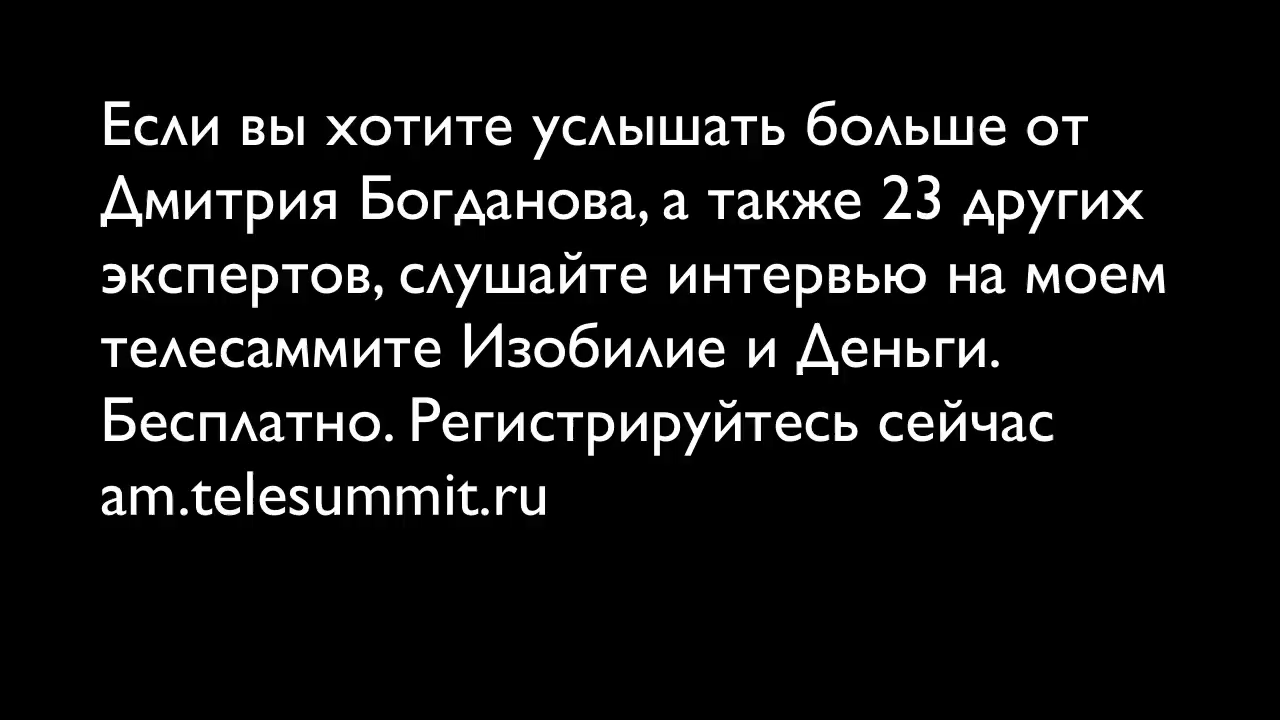 Если вы хотите услышать больше от
Дмитрия Богданова, а также 23 других
экспертов, слушайте интервью на моем
телесаммите Изобилие и Деньги.
Бесплатно. Регистрируйтесь сейчас
am.telesummit.ru